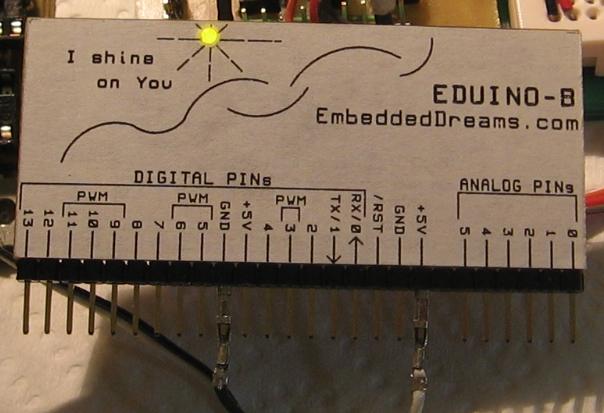 I shine
on You
EDUINO-B
EmbeddedDreams.com
DIGITAL PINs
ANALOG PINs
PWM PWM PWM
13 12 11 10 9 8 7 6 5 GND +5V 4 3 2 TX/1 RX/0 /RST GND +5V 5 4 3 2 1 0